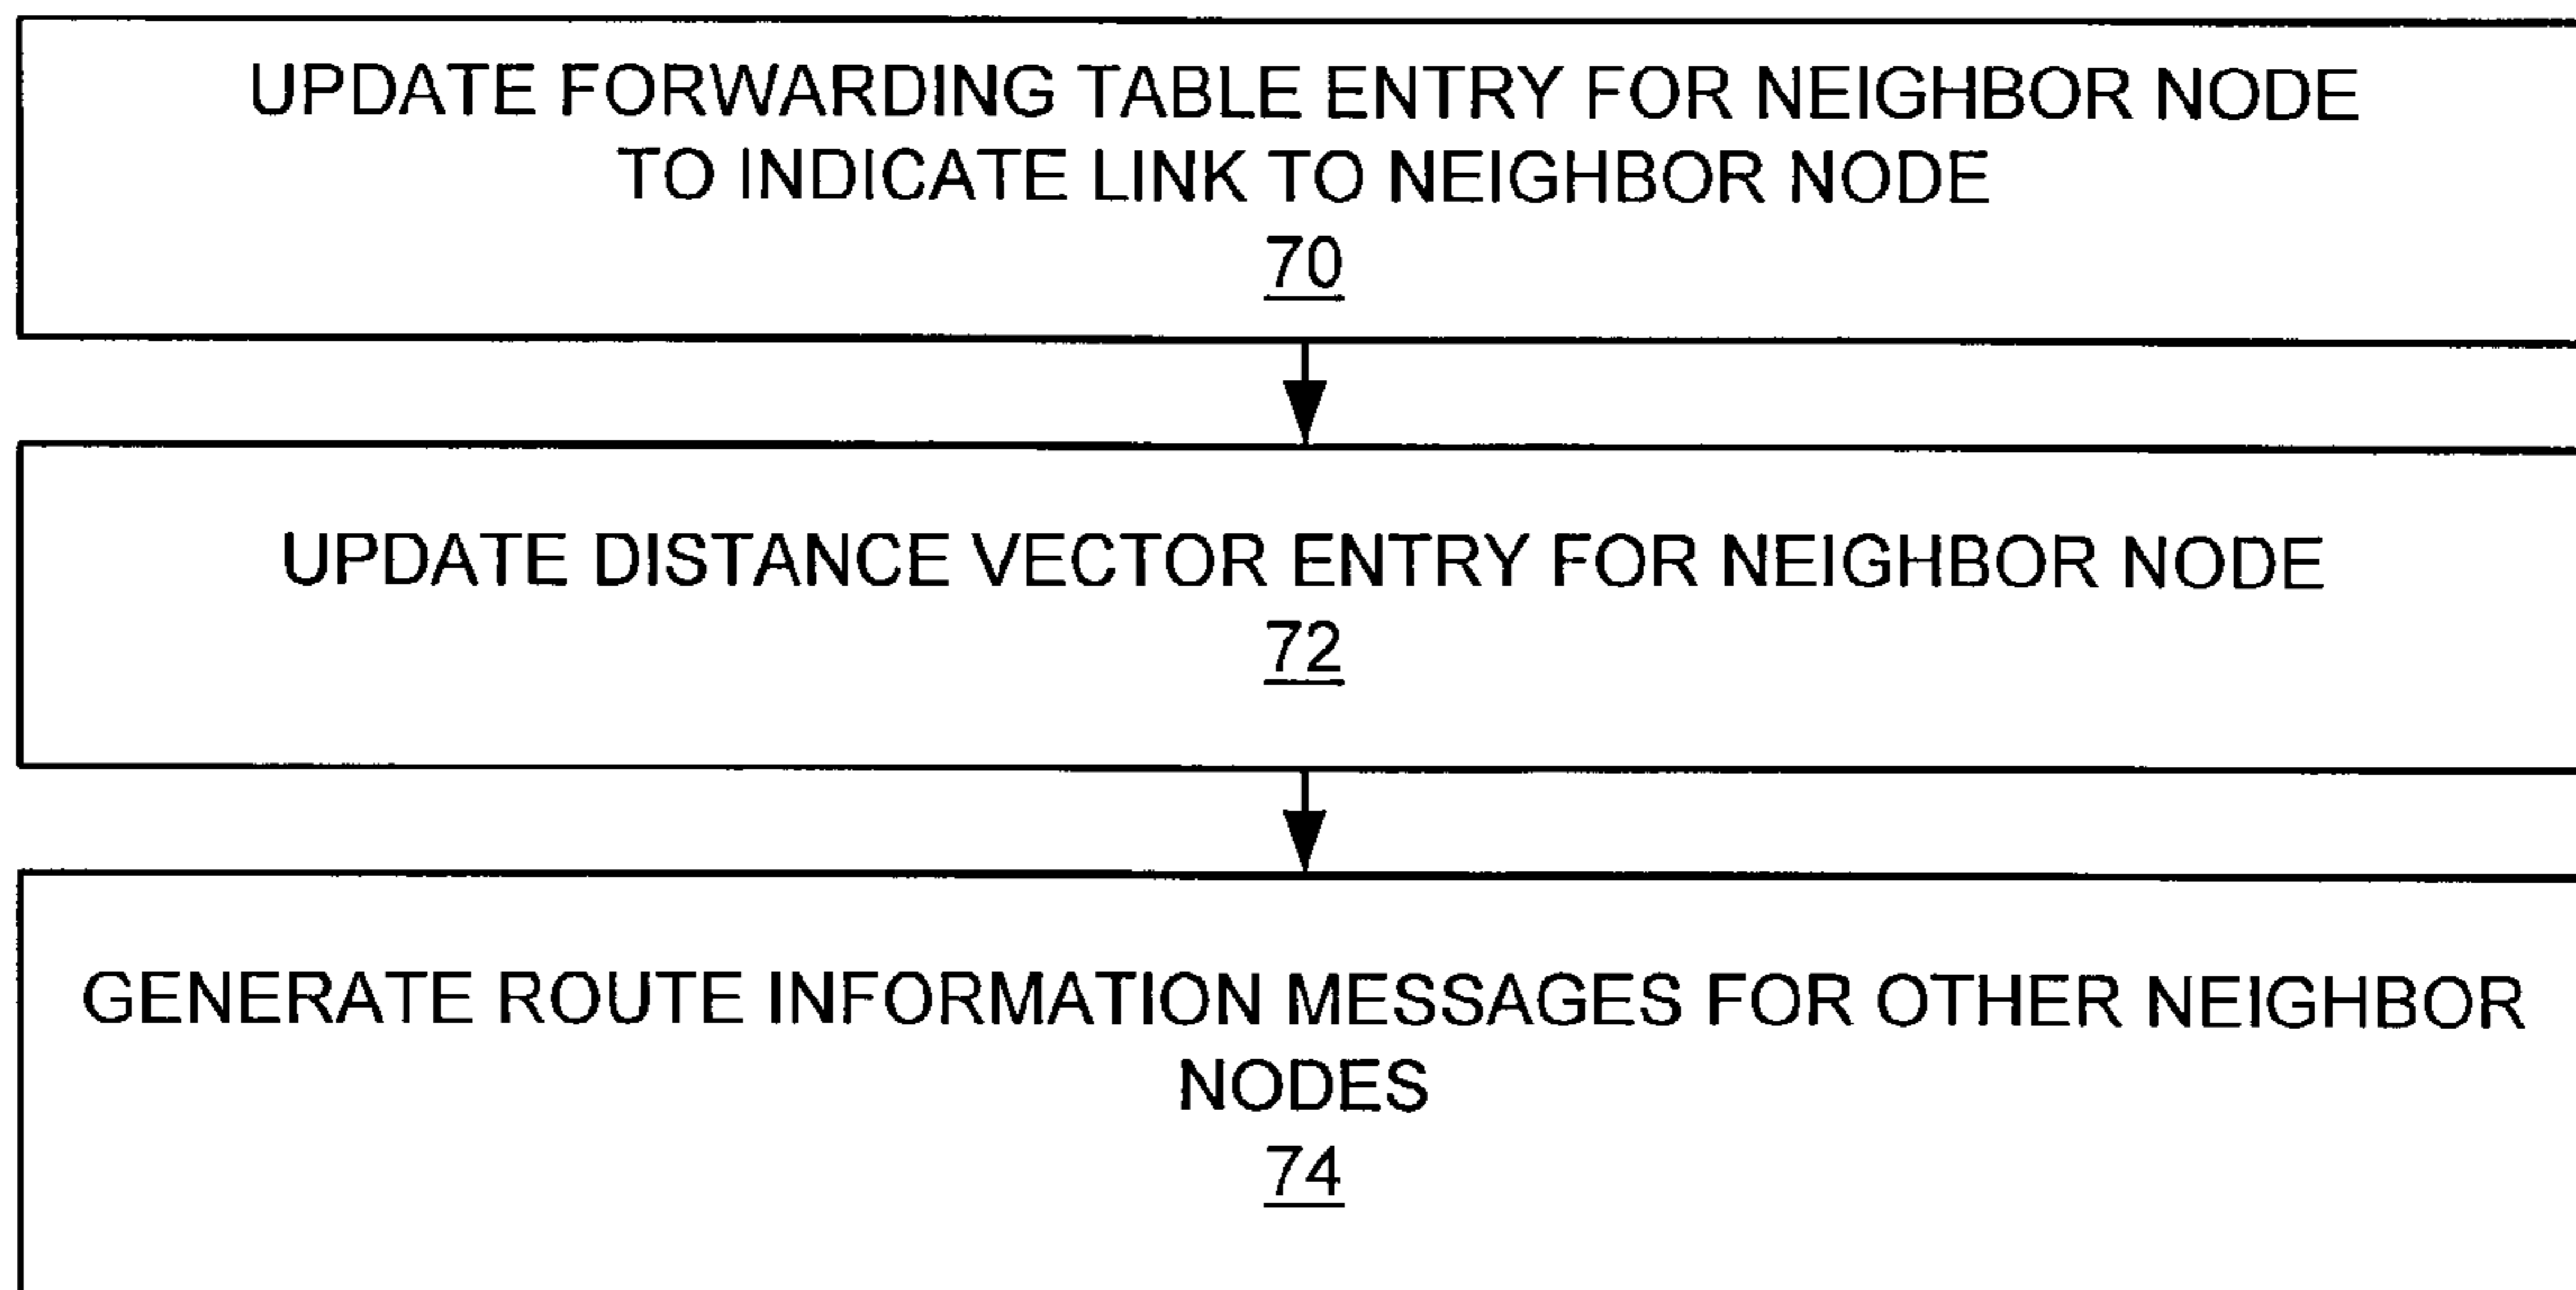 UPDATE FORWARDING TABLE ENTRY FOR NEIGHBOR NODE
TO INDICATE LINK TO NEIGHBOR NODE
70
UPDATE DISTANCE VECTOR ENTRY FOR NEIGHBOR NODE
72
GENERATE ROUTE INFORMATION MESSAGES FOR OTHER NEIGHBOR
NODES
74